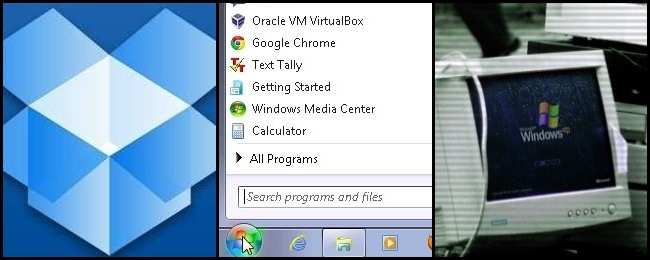 Oracle VM VirtualBox
Google Chrome
Text Tally
Getting Started
Windows Media Center
Calculator
All Programs
Search programs and files
Windows xp